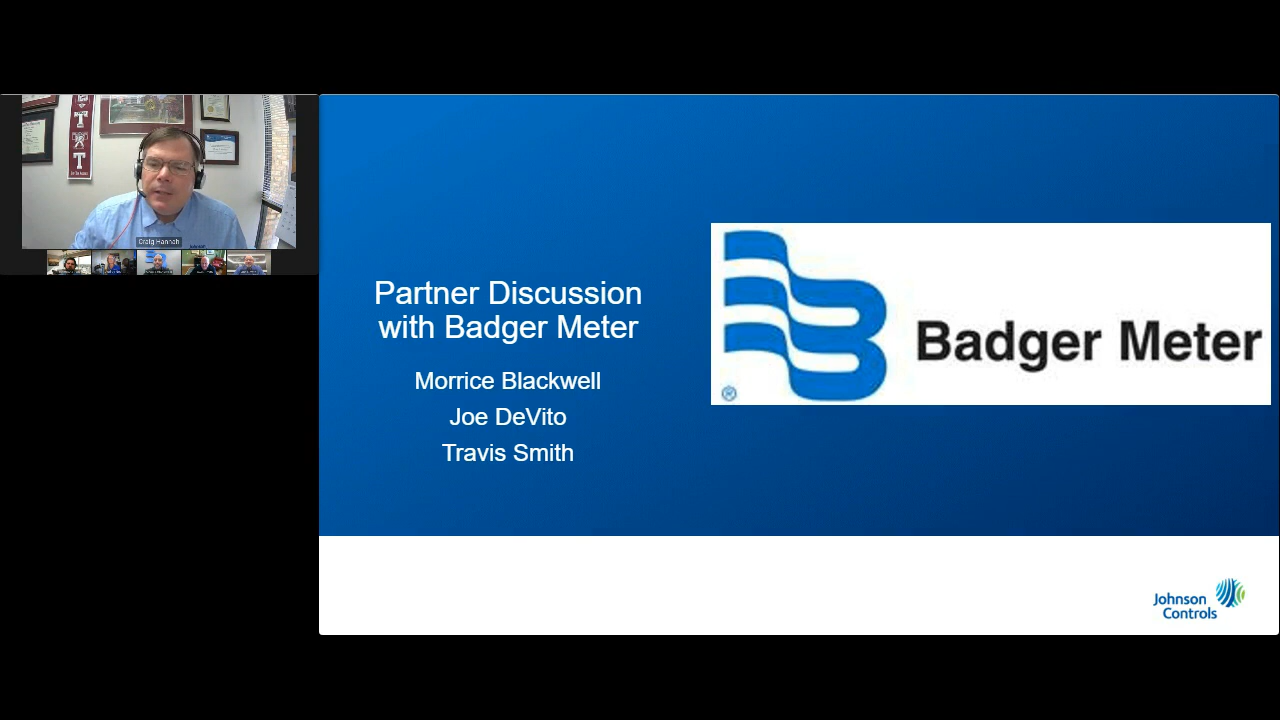 T
T
Craig Hannah
Partner Discussion
with Badger Meter
Morrice Blackwell
Joe DeVito
Travis Smith
Badger Meter
®
Johnson
Controls